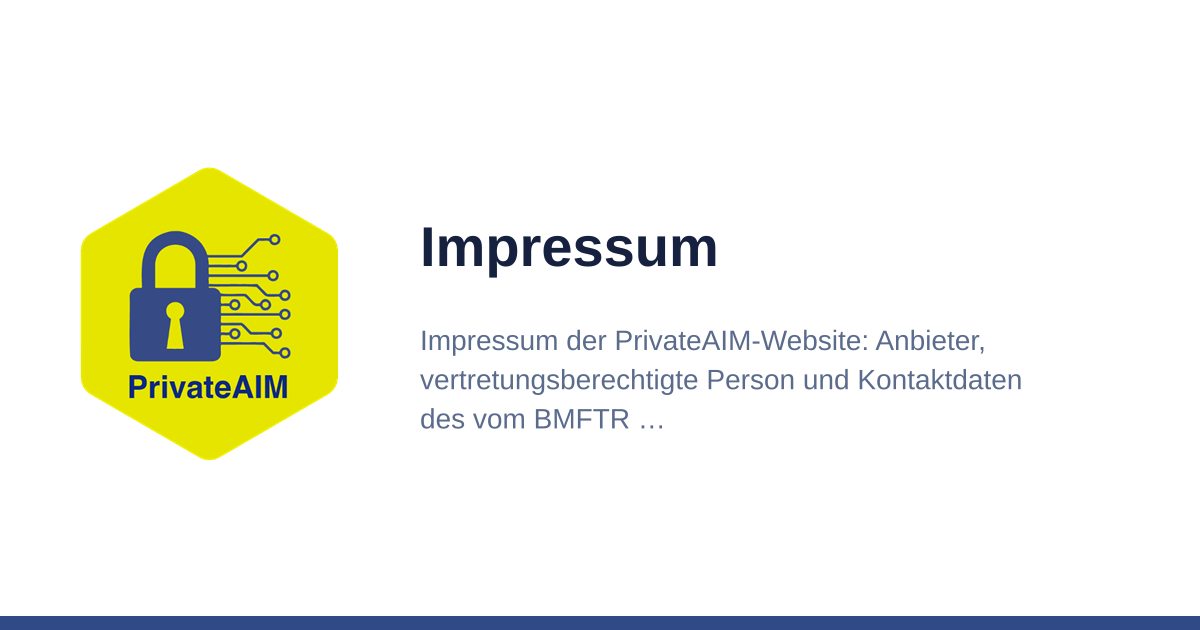 PrivateAIM
Impressum
Impressum der PrivateAIM-Website: Anbieter,
vertretungsberechtigte Person und Kontaktdaten
des vom BMFTR …